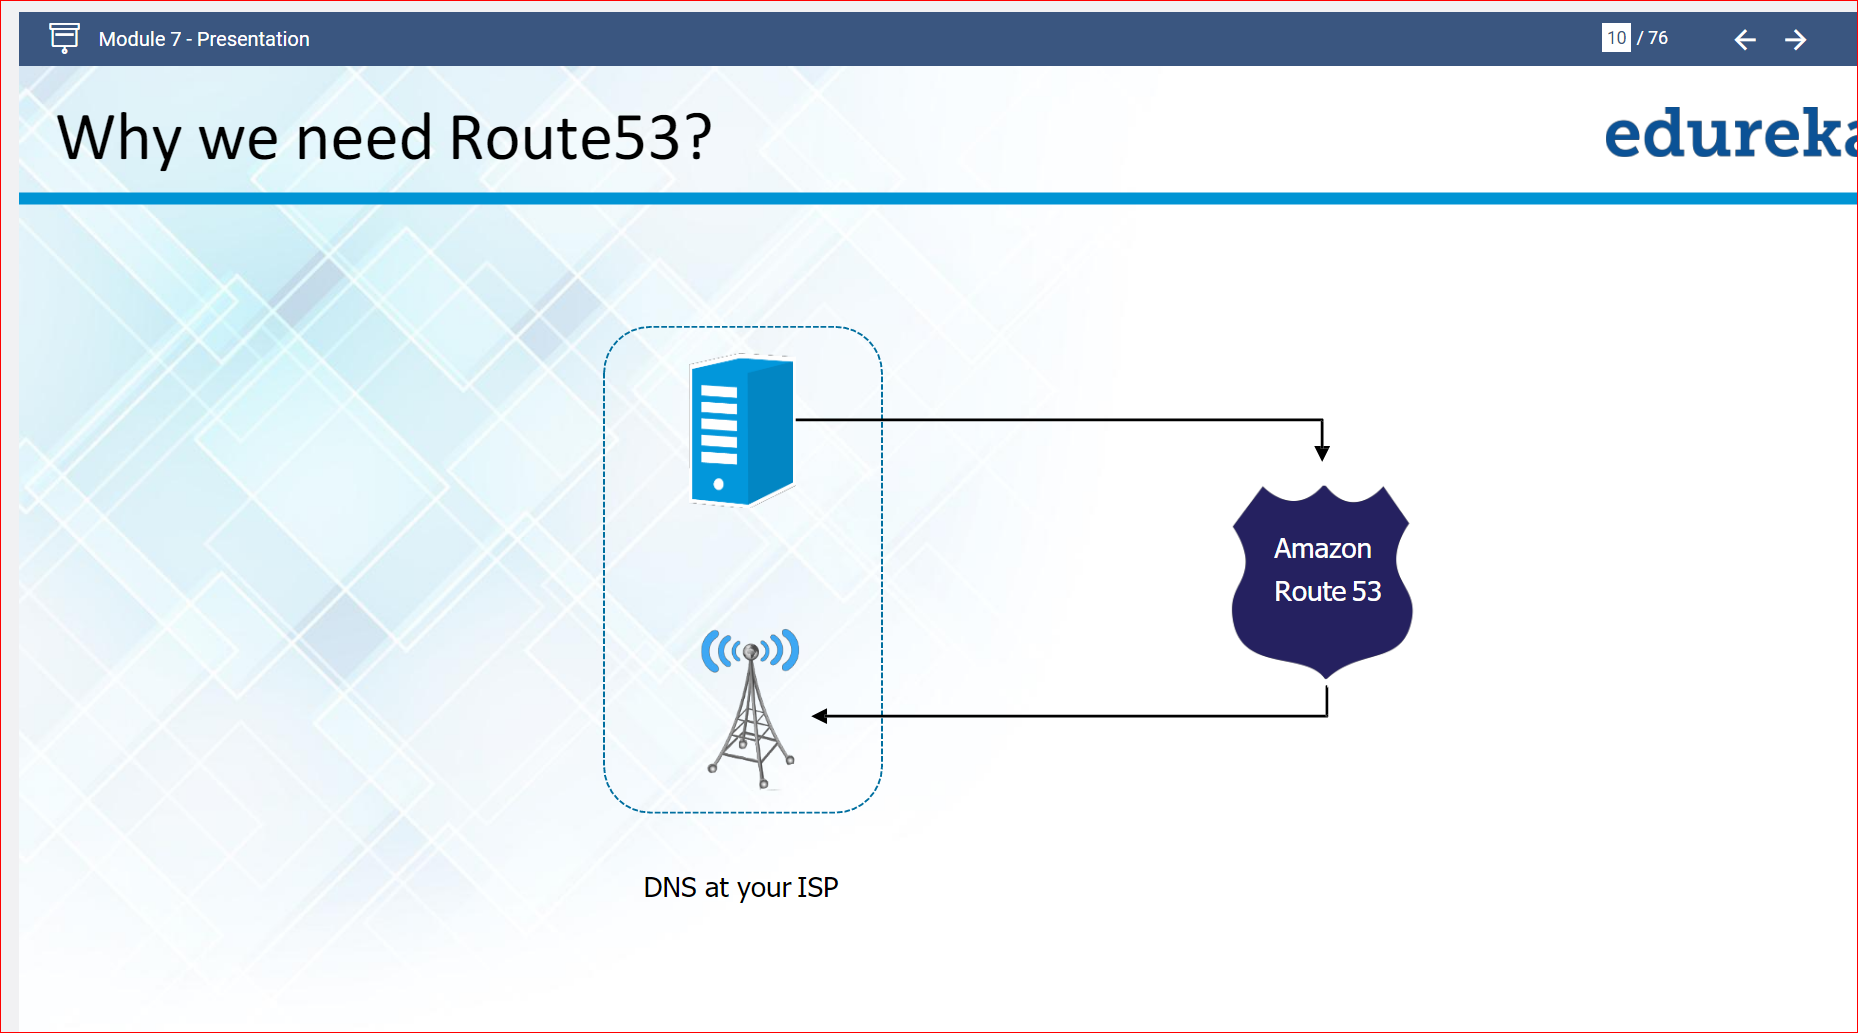 Module 7 - Presentation
10 / 76
Why we need Route53?
edureka
Amazon
Route 53
DNS at your ISP